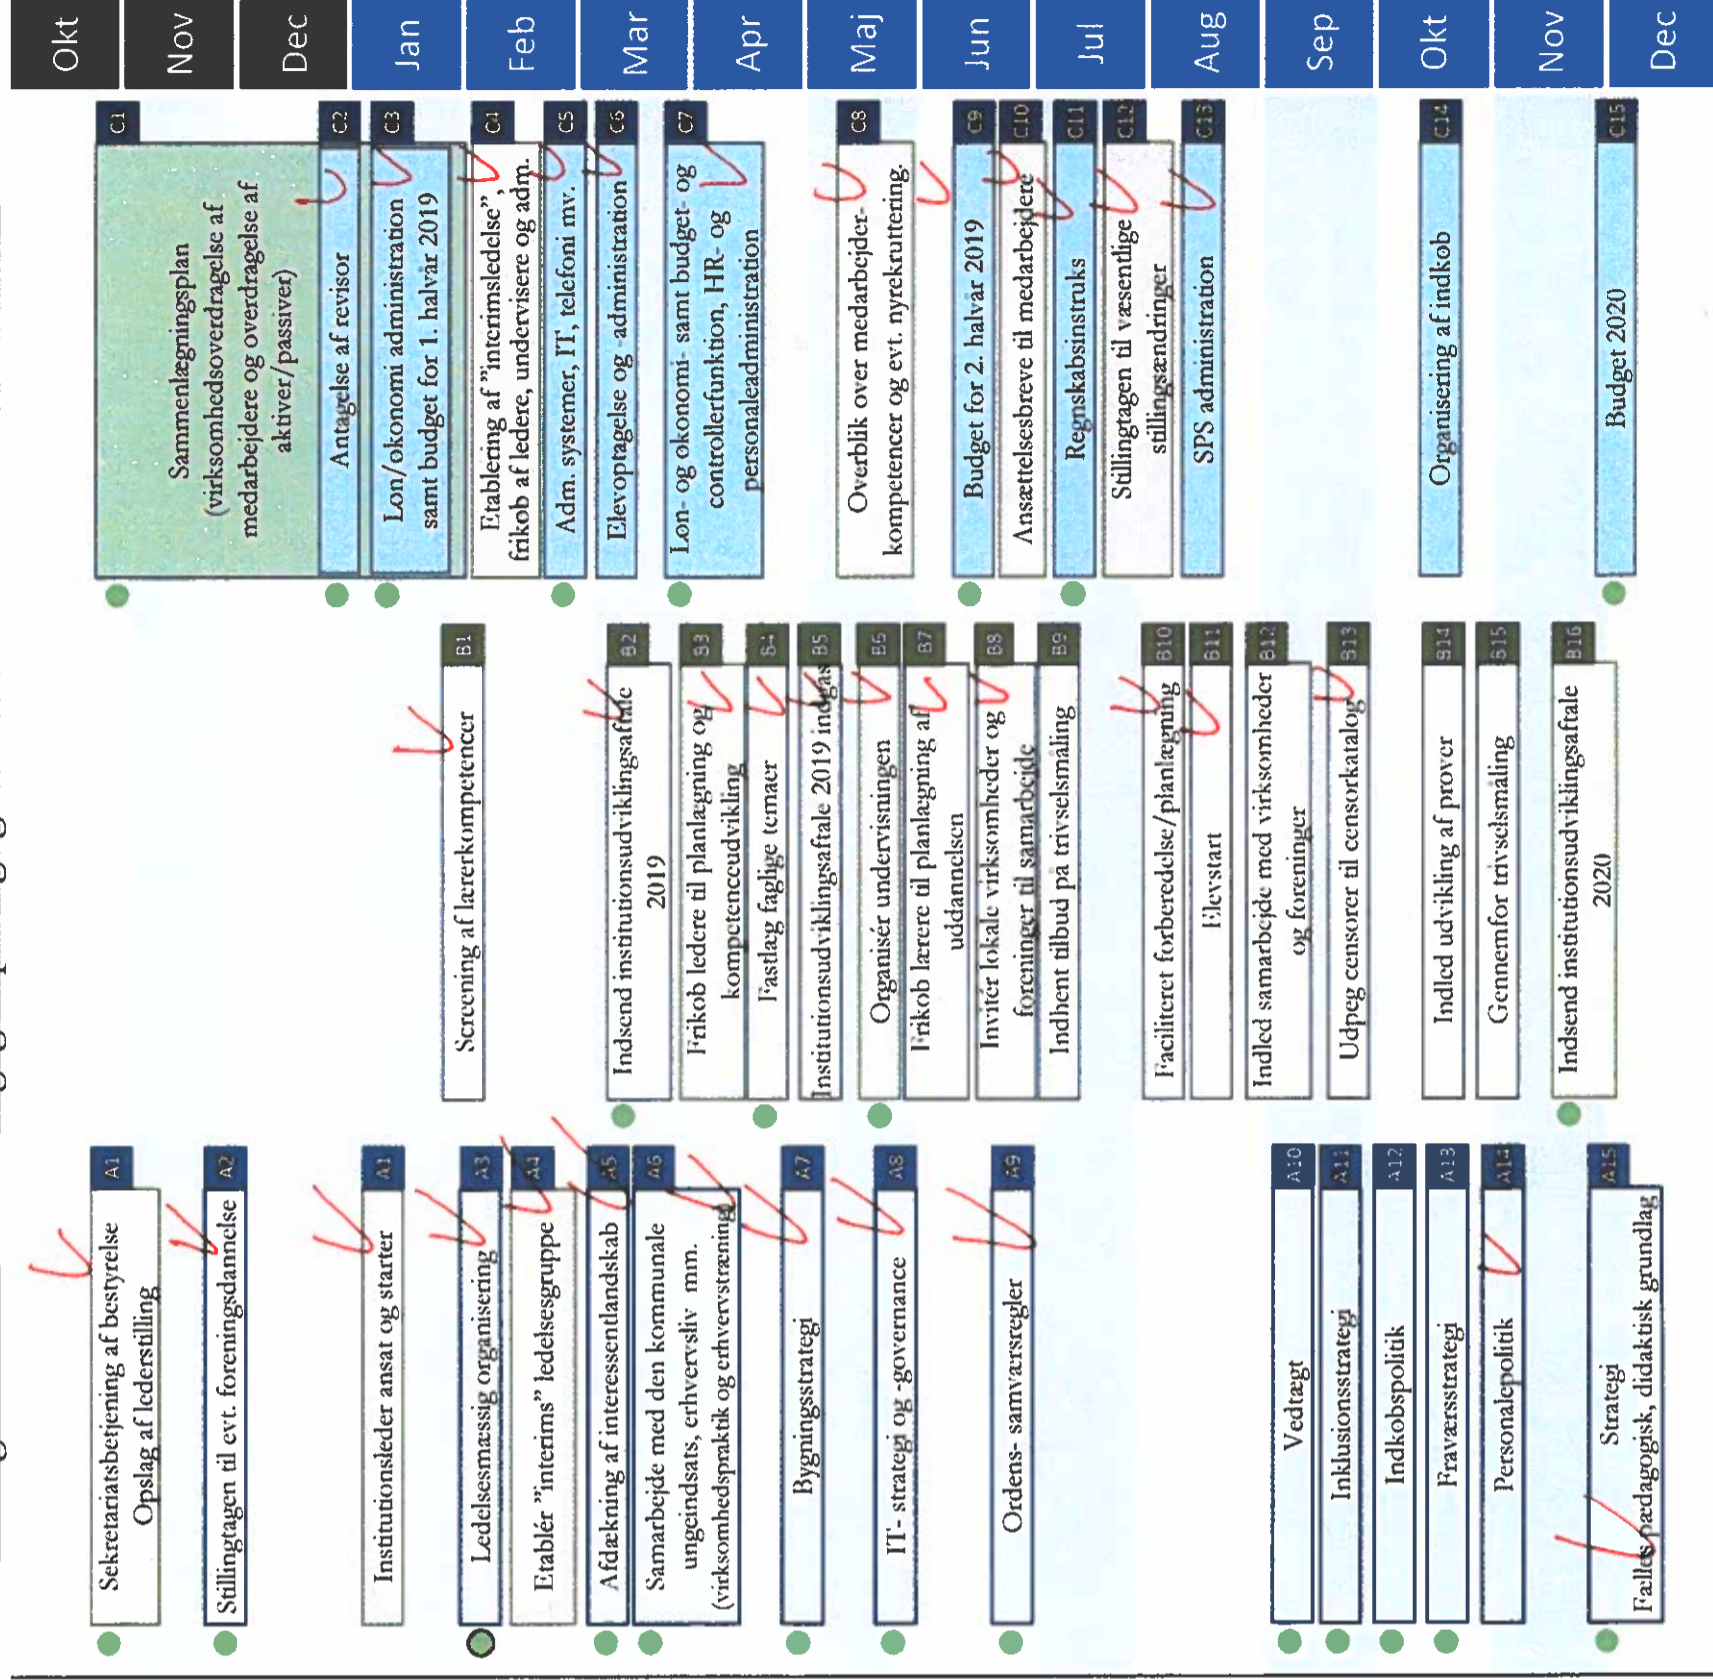 Okt
Nov
Dec
Jan
Feb
Mar
Apr
Maj
Jun
Jul
Aug
Sep
Okt
Nov
Dec
C1
Sammenlægningsplan
(virksomhedsoverdragelse af
medarbejdere og overdragelse af
aktiver/passiver)
C2
Antagelse af revisor
C3
Løn/økonomi administration
samt budget for 1. halvår 2019
C4
Etablering af ”interimsledelse”,
frikøb af ledere, undervisere og adm.
C5
Adm. systemer, IT, telefoni mv.
C6
Elevoptagelse og -administration
C7
Løn- og økonomi- samt budget- og
controllerfunktion, HR- og
personaleadministration
C8
Overblik over medarbejder-
kompetencer og evt. nyrekruttering.
C9
Budget for 2. halvår 2019
C10
Ansættelsesbreve til medarbejdere
C11
Regnskabsinstruks
C12
Stillingtagen til væsentlige
stillingsændringer
C13
SPS administration
C14
Organisering af indkøb
C15
Budget 2020
B1
Screening af lærerkompetencer
B2
Indsend institutionsudviklingsaftale
2019
B3
Frikøb ledere til planlægning og
kompetenceudvikling
B4
Fastlæg faglige temaer
B5
Institutionsudviklingsaftale 2019 indgås
B6
Organisér undervisningen
B7
Frikøb lærere til planlægning af
uddannelsen
B8
Invitér lokale virksomheder og
foreninger til samarbejde
B9
Indhent tilbud på trivselsmåling
B10
Faciliteret forberedelse/planlægning
B11
Elevstart
B12
Indled samarbejde med virksomheder
og foreninger
B13
Udpeg censorer til censorkatalog
B14
Indled udvikling af prøver
B15
Gennemfør trivselsmåling
B16
Indsend institutionsudviklingsaftale
2020
A1
Sekretariatsbetjening af bestyrelse
Opslag af lederstilling
A2
Stillingtagen til evt. foreningsdannelse
A1
Institutionsleder ansat og starter
A3
Ledelsesmæssig organisering
A4
Etablér ”interims” ledelsesgruppe
A5
Afdækning af interessentlandskab
A6
Samarbejde med den kommunale
ungeindsats, erhvervsliv mm.
(virksomhedspraktik og erhvervstræning)
A7
Bygningsstrategi
A8
IT- strategi og -governance
A9
Ordens- samværsregler
A10
Vedtægt
A11
Inklusionsstrategi
A12
Indkøbspolitik
A13
Fraværsstrategi
A14
Personalepolitik
A15
Strategi
Fælles pædagogisk, didaktisk grundlag